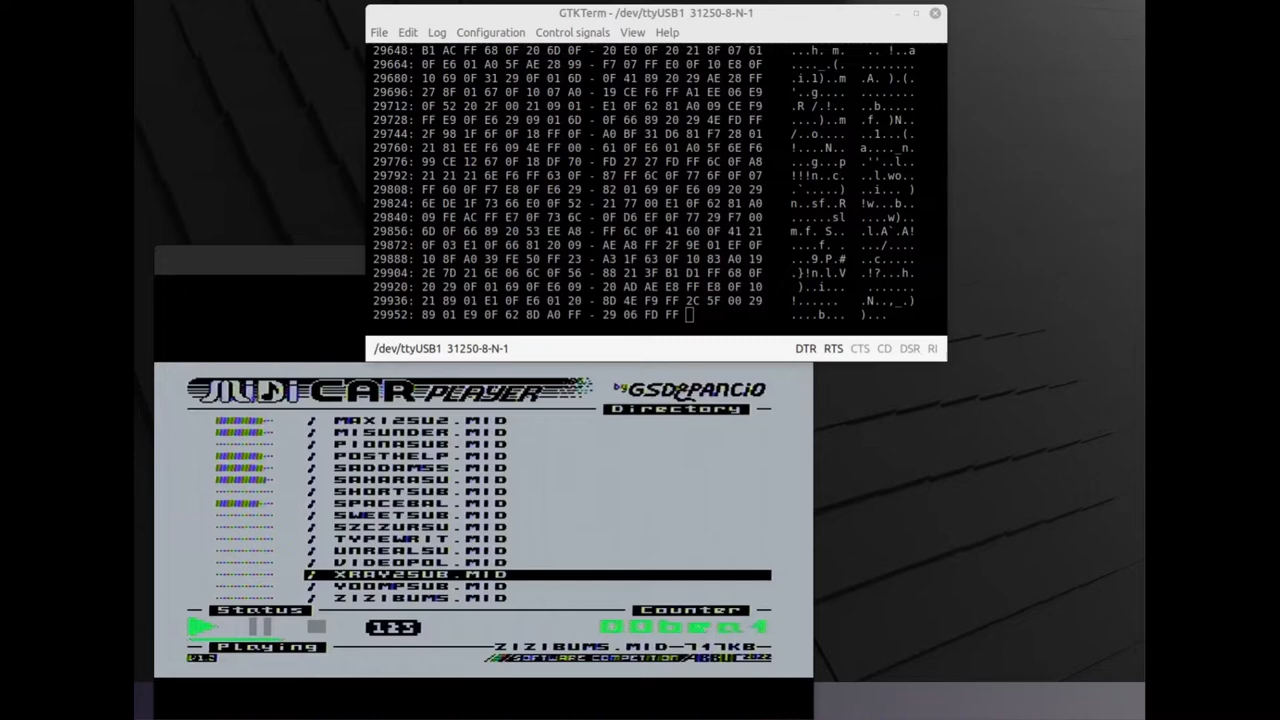 GTKTerm - /dev/ttyUSB1 31250-8-N-1
File Edit Log Configuration Control signals View Help
29648: B1 AC FF 68 0F 20 6D 0F - 20 E0 0F 20 21 8F 07 61 ...h. m. .. !..a
29664: 0F E6 01 A0 5F AE 28 99 - F7 07 FF E0 0F 10 E8 0F ...._.(. ........
29680: 10 69 0F 31 29 0F 01 6D - 0F 41 89 20 29 AE 28 FF .i.1)..m .A. ).(.
29696: 27 8F 01 67 0F 10 07 A0 - 19 CE F6 FF A1 EE 06 E9 '..g.... ........
29712: 0F 52 20 2F 00 21 09 01 - E1 0F 62 81 A0 09 CE F9 .R /.!.. ..b.....
29728: FF E9 0F E6 29 09 01 6D - 0F 66 89 20 29 4E FD FF ....)..m .f. )N..
29744: 2F 98 1F 6F 0F 18 FF 0F - A0 BF 31 D6 81 F7 28 01 /..o.... ..1...(.
29760: 21 81 EE F6 09 4E FF 00 - 61 0F E6 01 A0 5F 6E F6 !....N.. a...._n.
29776: 99 CE 12 67 0F 18 DF 70 - FD 27 27 FD FF 6C 0F A8 ...g...p .''..l..
29792: 21 21 21 6E F6 FF 63 0F - 87 FF 6C 0F 77 6F 0F 07 !!!n..c. ..l.wo..
29808: FF 60 0F F7 E8 0F E6 29 - 82 01 69 0F E6 09 20 29 .`.....) ..i... )
29824: 6E DE 1F 73 66 E0 0F 52 - 21 77 00 E1 0F 62 81 A0 n..sf..R !w...b..
29840: 09 FE AC FF E7 0F 73 6C - 0F D6 EF 0F 77 29 F7 00 ......sl ....w)..
29856: 6D 0F 66 89 20 53 EE A8 - FF 6C 0F 41 60 0F 41 21 m.f. S.. .l.A`.A!
29872: 0F 03 E1 0F 66 81 20 09 - AE A8 FF 2F 9E 01 EF 0F ....f. . .../....
29888: 10 8F A0 39 FE 50 FF 23 - A3 1F 63 0F 10 83 A0 19 ...9.P.# ..c.....
29904: 2E 7D 21 6E 06 6C 0F 56 - 88 21 3F B1 D1 FF 68 0F .}!n.l.V .!?...h.
29920: 20 29 0F 01 69 0F E6 09 - 20 AD AE E8 FF E8 0F 10 )..i... .......
29936: 21 89 01 E1 0F E6 01 20 - 8D 4E F9 FF 2C 5F 00 29 !...... .N..,_.)
29952: 89 01 E9 0F 62 8D A0 FF - 29 06 FD FF ....b... )...
/dev/ttyUSB1 31250-8-N-1 DTR RTS CTS CD DSR RI
MIDICAR PLAYER by GSD&PANCIO
Directory
MAXI2SU2.MID
MISUNDER.MID
PIONASUB.MID
POSTHELP.MID
SADDAMSS.MID
SAHARASU.MID
SHORTSUB.MID
SPACEBAL.MID
SWEETSUB.MID
SZCZURSU.MID
TYPEWRIT.MID
UNREALSU.MID
VIDEOPOL.MID
XRAY2SUB.MID
YOOMPSUB.MID
ZIZIBUMS.MID
Status Counter
123 00beat
Playing ZIZIBUMS.MID-717KB
V1.0 SOFTWARE COMPETITION/ABBUC 2022